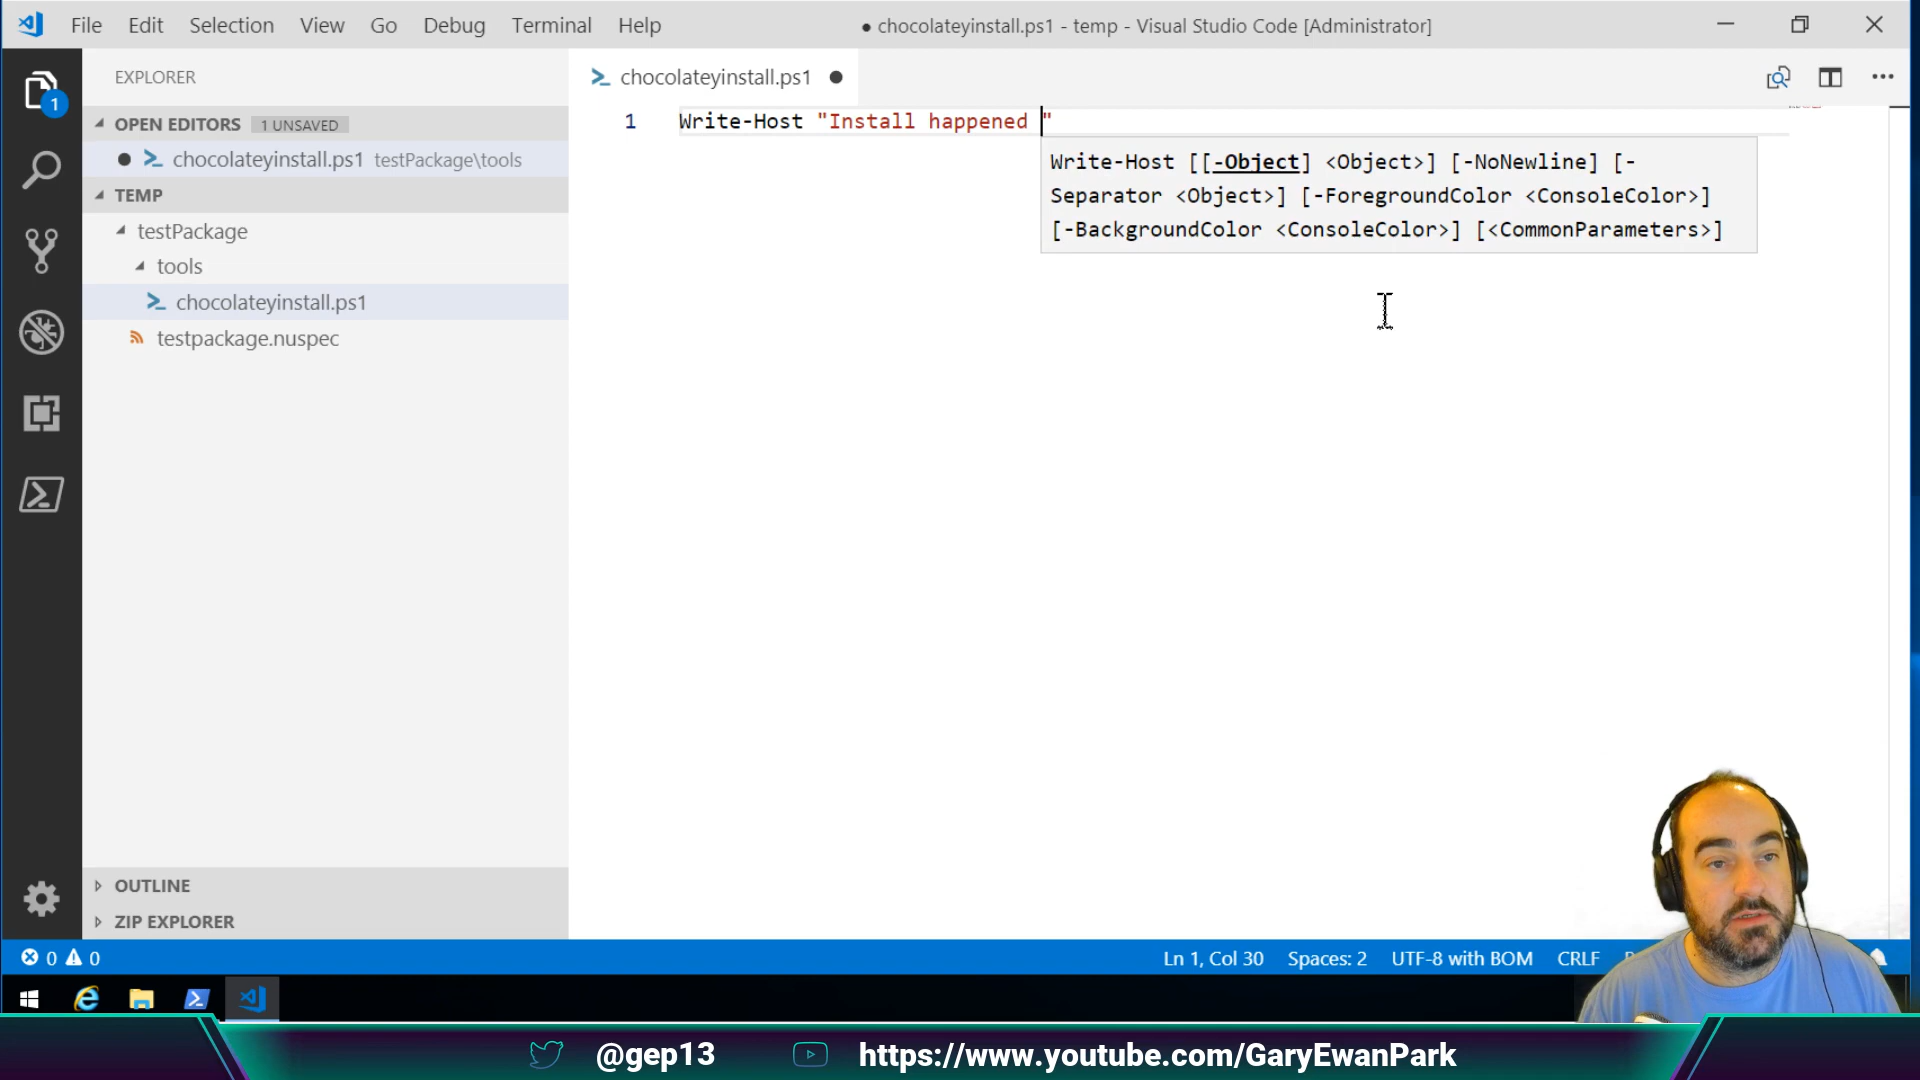 File Edit Selection View Go Debug Terminal Help
● chocolateyinstall.ps1 - temp - Visual Studio Code [Administrator]
EXPLORER
chocolateyinstall.ps1 ●
1
OPEN EDITORS 1 UNSAVED
● chocolateyinstall.ps1 testPackage\tools
TEMP
testPackage
tools
chocolateyinstall.ps1
testpackage.nuspec
1 Write-Host "Install happened "
Write-Host [[-Object] <Object>] [-NoNewline] [-
Separator <Object>] [-ForegroundColor <ConsoleColor>]
[-BackgroundColor <ConsoleColor>] [<CommonParameters>]
OUTLINE
ZIP EXPLORER
0 0
Ln 1, Col 30 Spaces: 2 UTF-8 with BOM CRLF
@gep13 https://www.youtube.com/GaryEwanPark